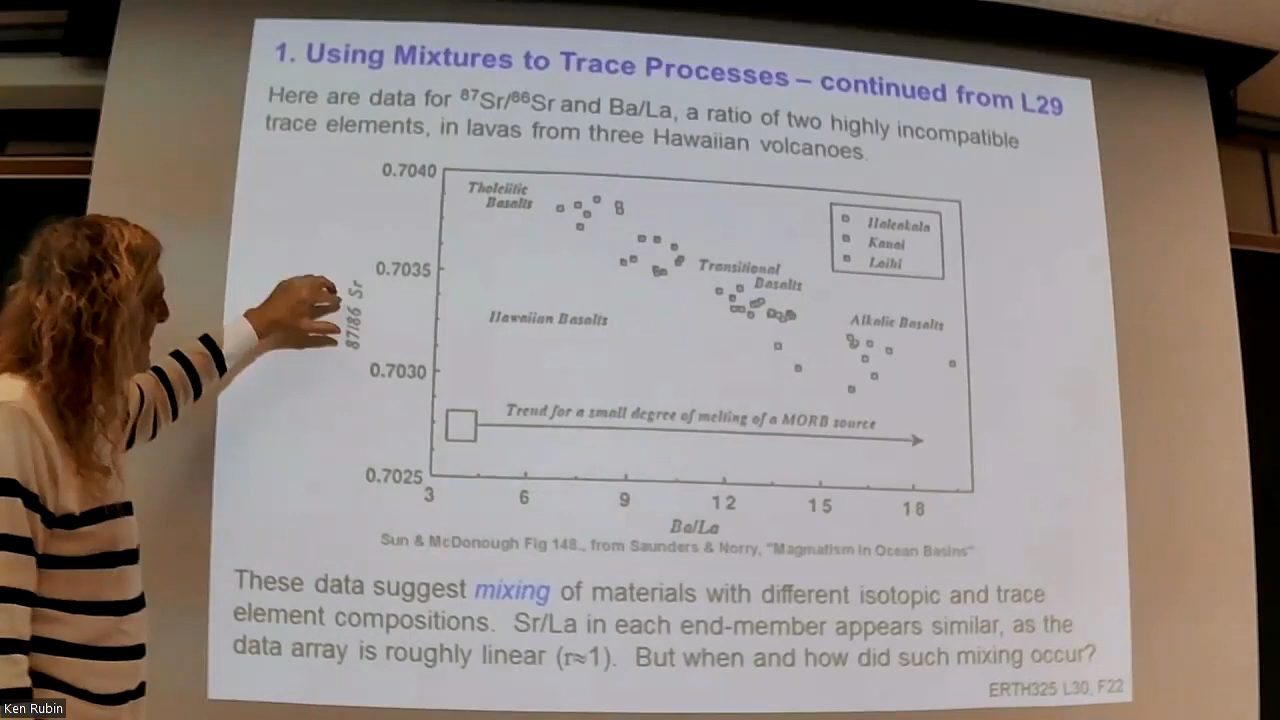 1. Using Mixtures to Trace Processes – continued from L29
Here are data for ⁸⁷Sr/⁸⁶Sr and Ba/La, a ratio of two highly incompatible
trace elements, in lavas from three Hawaiian volcanoes.
0.7040
Tholeiitic
Basalts
Haleakala
Kauai
Loihi
0.7035
Transitional
Basalts
87/86 Sr
Hawaiian Basalts
Alkalic Basalts
0.7030
Trend for a small degree of melting of a MORB source
0.7025
3 6 9 12 15 18
Ba/La
Sun & McDonough Fig 148., from Saunders & Norry, "Magmatism in Ocean Basins"
These data suggest mixing of materials with different isotopic and trace
element compositions. Sr/La in each end-member appears similar, as the
data array is roughly linear (r≈1). But when and how did such mixing occur?
ERTH325 L30, F22
Ken Rubin